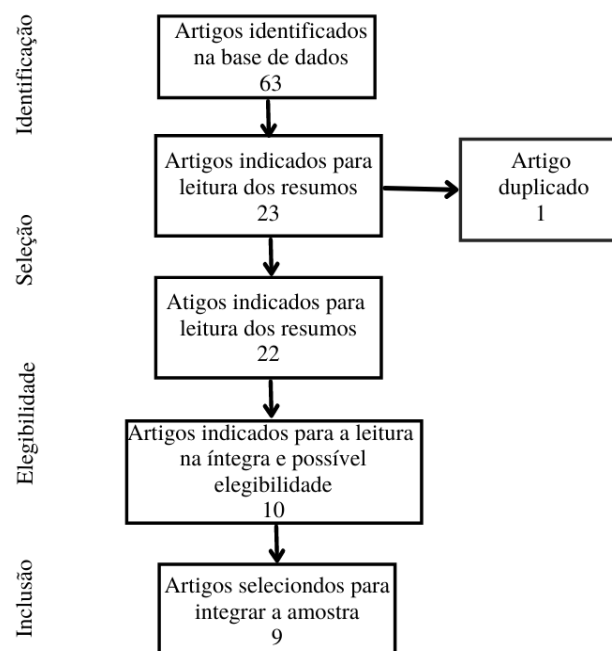 Identificação
Artigos identificados
na base de dados
63
Artigos indicados para
leitura dos resumos
23
Artigo
duplicado
1
Seleção
Atigos indicados para
leitura dos resumos
22
Elegibilidade
Artigos indicados para a leitura
na íntegra e possível
elegibilidade
10
Inclusão
Artigos seleciondos para
integrar a amostra
9